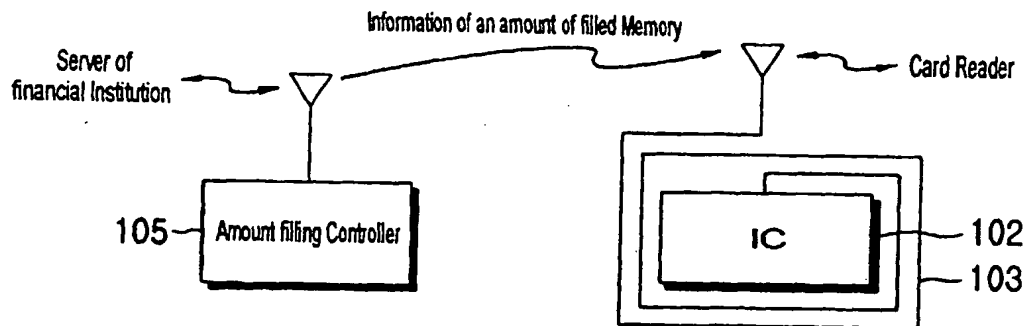 Information of an amount of filled Memory
Server of
financial Institution
Card Reader
105
Amount filling Controller
IC
102
103